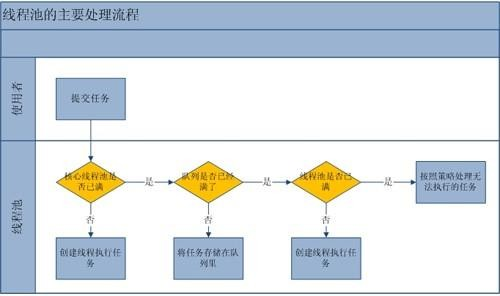 线程池的主要处理流程
使用者
提交任务
线程池
核心线程池是
否已满
是
队列是否已经
满了
是
线程池是否已
满
是
按照策略处理无
法执行的任务
否
否
否
创建线程执行任
务
将任务存储在队
列里
创建线程执行任
务